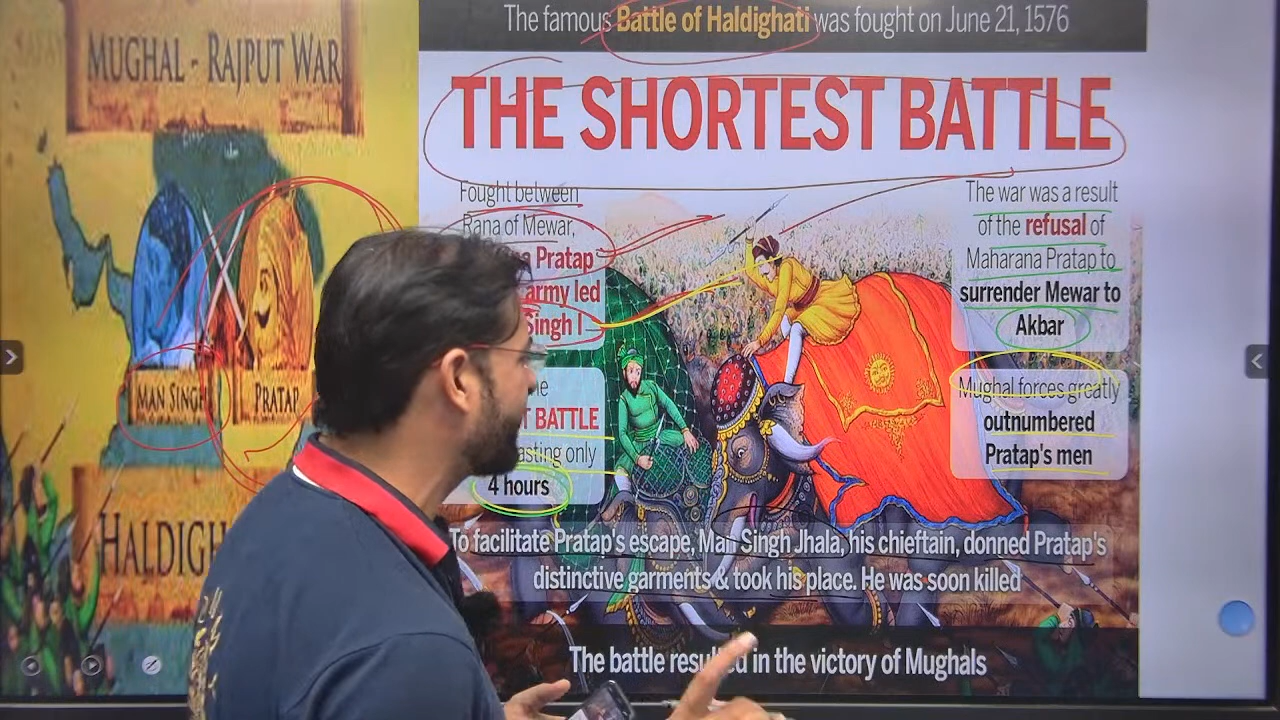 MUGHAL - RAJPUT WAR
MAN SINGH
PRATAP
The famous Battle of Haldighati was fought on June 21, 1576
THE SHORTEST BATTLE
Fought between
Rana of Mewar,
Pratap
army led
Singh I
BATTLE
only
4 hours
The war was a result
of the refusal of
Maharana Pratap to
surrender Mewar to
Akbar
Mughal forces greatly
outnumbered
Pratap's men
To facilitate Pratap's escape, Man Singh Jhala, his chieftain, donned Pratap's
distinctive garments & took his place. He was soon killed
The battle in the victory of Mughals